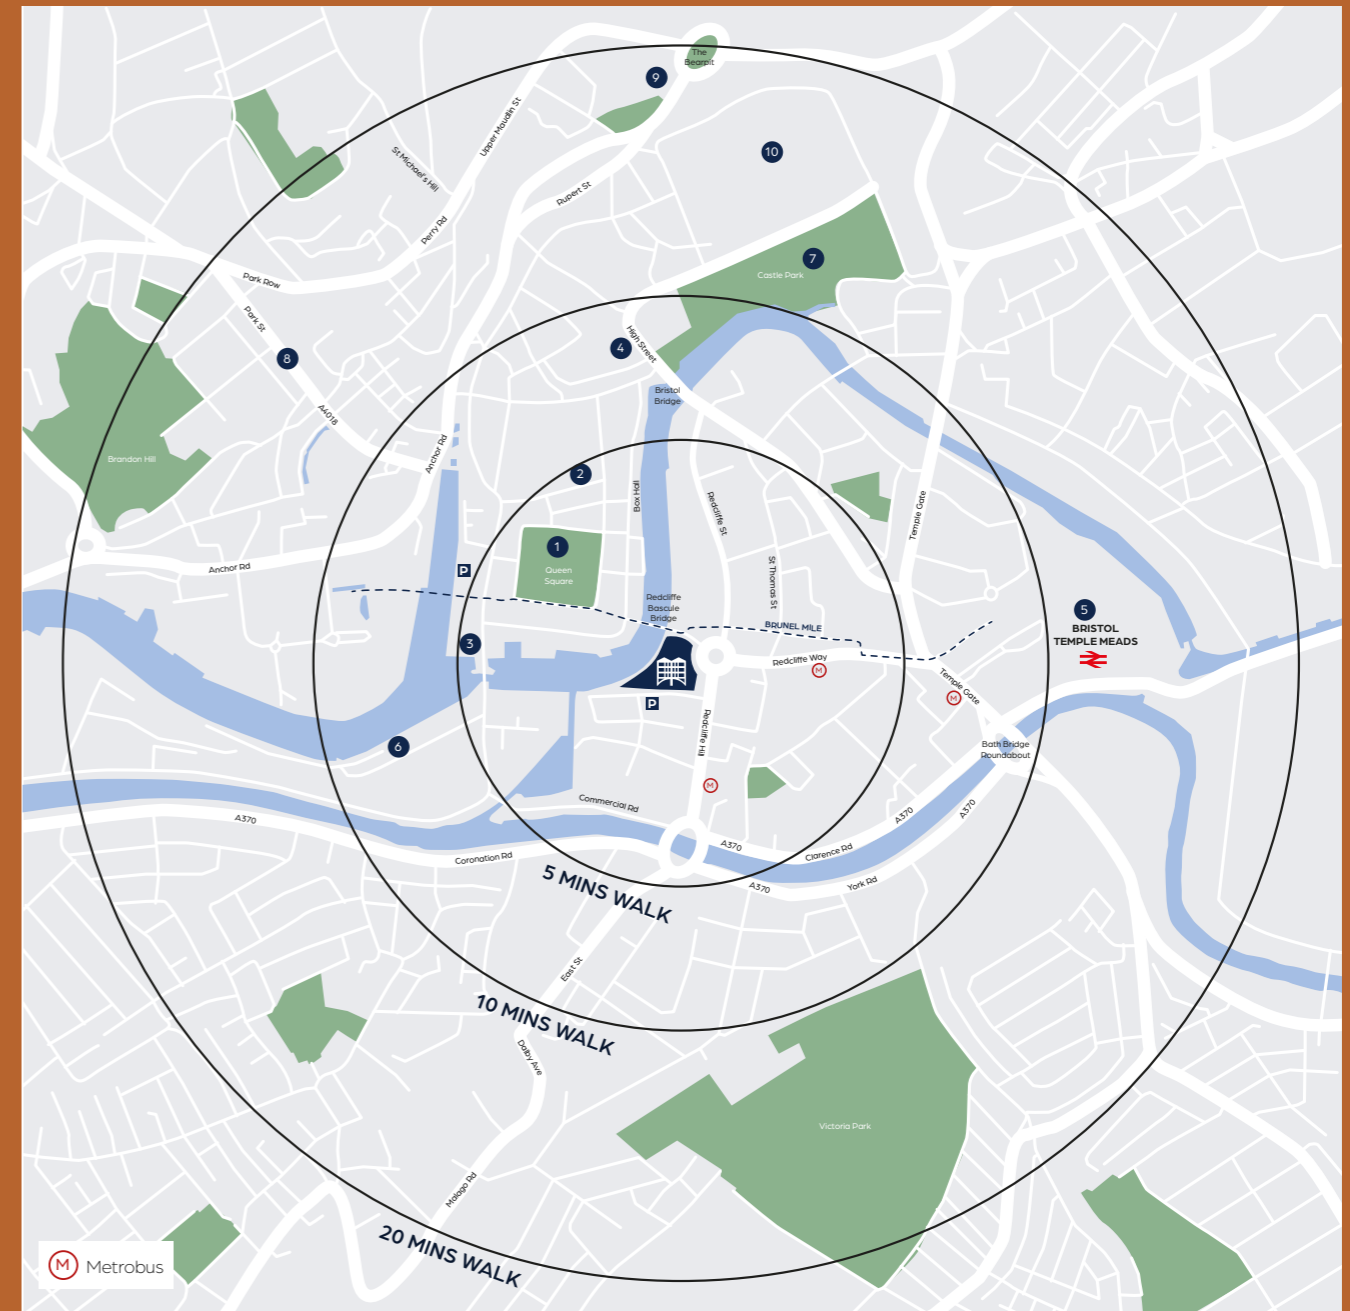 The
Bearpit
9
Upper Maudlin St
10
St Michael's Hill
Rupert St
Perry Rd
7
Castle Park
Park Row
Park St
High Street
4
8
Bristol
Bridge
A4018
Anchor Rd
Brandon Hill
2
Box Hall
Redcliffe St
Temple Gate
1
Queen
Square
Anchor Rd
P
St Thomas St
Redcliffe
Bascule
Bridge
BRUNEL MILE
5
BRISTOL
TEMPLE MEADS
3
Redcliffe Way
M
Temple Gate
M
P
Redcliffe Hill
6
Bath Bridge
Roundabout
M
Commercial Rd
A370
A370
A370
A370
Clarence Rd
Coronation Rd
A370
York Rd
5 MINS WALK
East St
10 MINS WALK
Dalby Ave
Victoria Park
Malago Rd
20 MINS WALK
M Metrobus